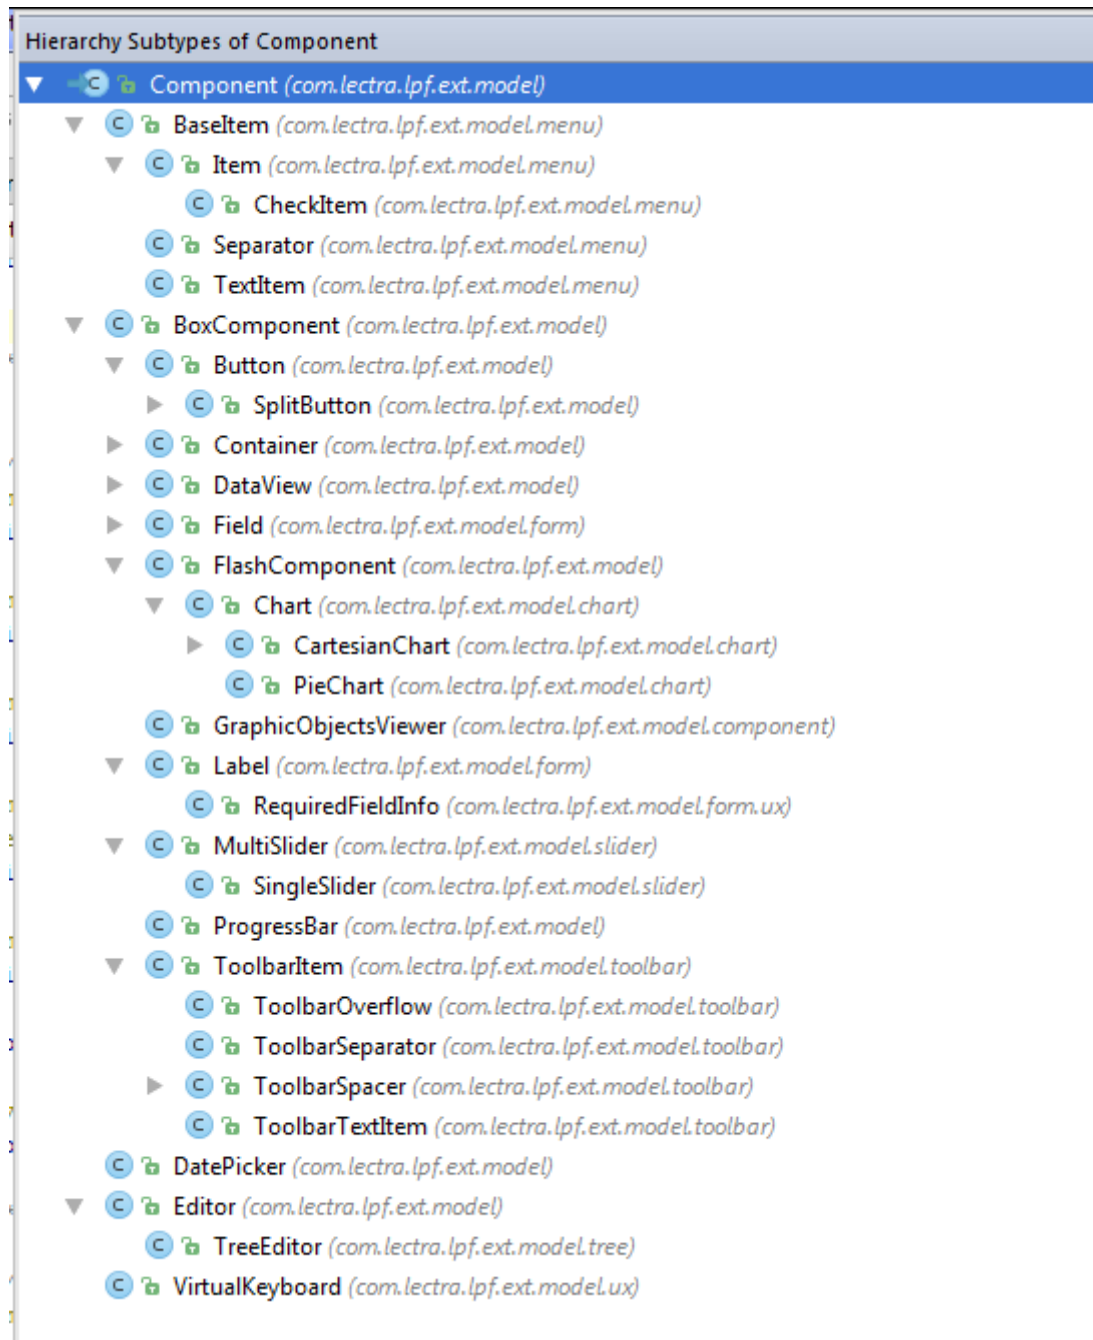 Hierarchy Subtypes of Component
Component (com.lectra.lpf.ext.model)
BaseItem (com.lectra.lpf.ext.model.menu)
Item (com.lectra.lpf.ext.model.menu)
CheckItem (com.lectra.lpf.ext.model.menu)
Separator (com.lectra.lpf.ext.model.menu)
TextItem (com.lectra.lpf.ext.model.menu)
BoxComponent (com.lectra.lpf.ext.model)
Button (com.lectra.lpf.ext.model)
SplitButton (com.lectra.lpf.ext.model)
Container (com.lectra.lpf.ext.model)
DataView (com.lectra.lpf.ext.model)
Field (com.lectra.lpf.ext.model.form)
FlashComponent (com.lectra.lpf.ext.model)
Chart (com.lectra.lpf.ext.model.chart)
CartesianChart (com.lectra.lpf.ext.model.chart)
PieChart (com.lectra.lpf.ext.model.chart)
GraphicObjectsViewer (com.lectra.lpf.ext.model.component)
Label (com.lectra.lpf.ext.model.form)
RequiredFieldInfo (com.lectra.lpf.ext.model.form.ux)
MultiSlider (com.lectra.lpf.ext.model.slider)
SingleSlider (com.lectra.lpf.ext.model.slider)
ProgressBar (com.lectra.lpf.ext.model)
ToolbarItem (com.lectra.lpf.ext.model.toolbar)
ToolbarOverflow (com.lectra.lpf.ext.model.toolbar)
ToolbarSeparator (com.lectra.lpf.ext.model.toolbar)
ToolbarSpacer (com.lectra.lpf.ext.model.toolbar)
ToolbarTextItem (com.lectra.lpf.ext.model.toolbar)
DatePicker (com.lectra.lpf.ext.model)
Editor (com.lectra.lpf.ext.model)
TreeEditor (com.lectra.lpf.ext.model.tree)
VirtualKeyboard (com.lectra.lpf.ext.model.ux)